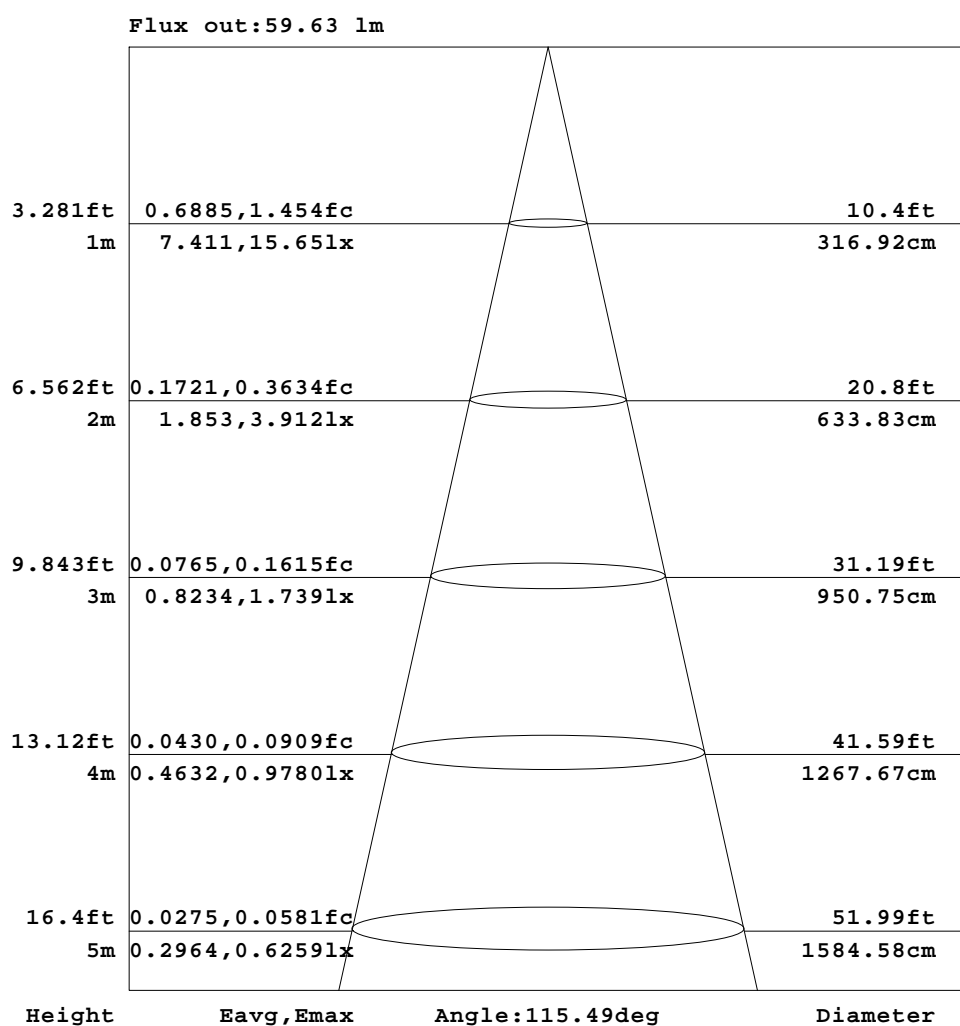 Flux out:59.63 lm
3.281ft 0.6885,1.454fc 10.4ft
1m 7.411,15.65lx 316.92cm
6.562ft 0.1721,0.3634fc 20.8ft
2m 1.853,3.912lx 633.83cm
9.843ft 0.0765,0.1615fc 31.19ft
3m 0.8234,1.739lx 950.75cm
13.12ft 0.0430,0.0909fc 41.59ft
4m 0.4632,0.9780lx 1267.67cm
16.4ft 0.0275,0.0581fc 51.99ft
5m 0.2964,0.6259lx 1584.58cm
Height Eavg,Emax Angle:115.49deg Diameter